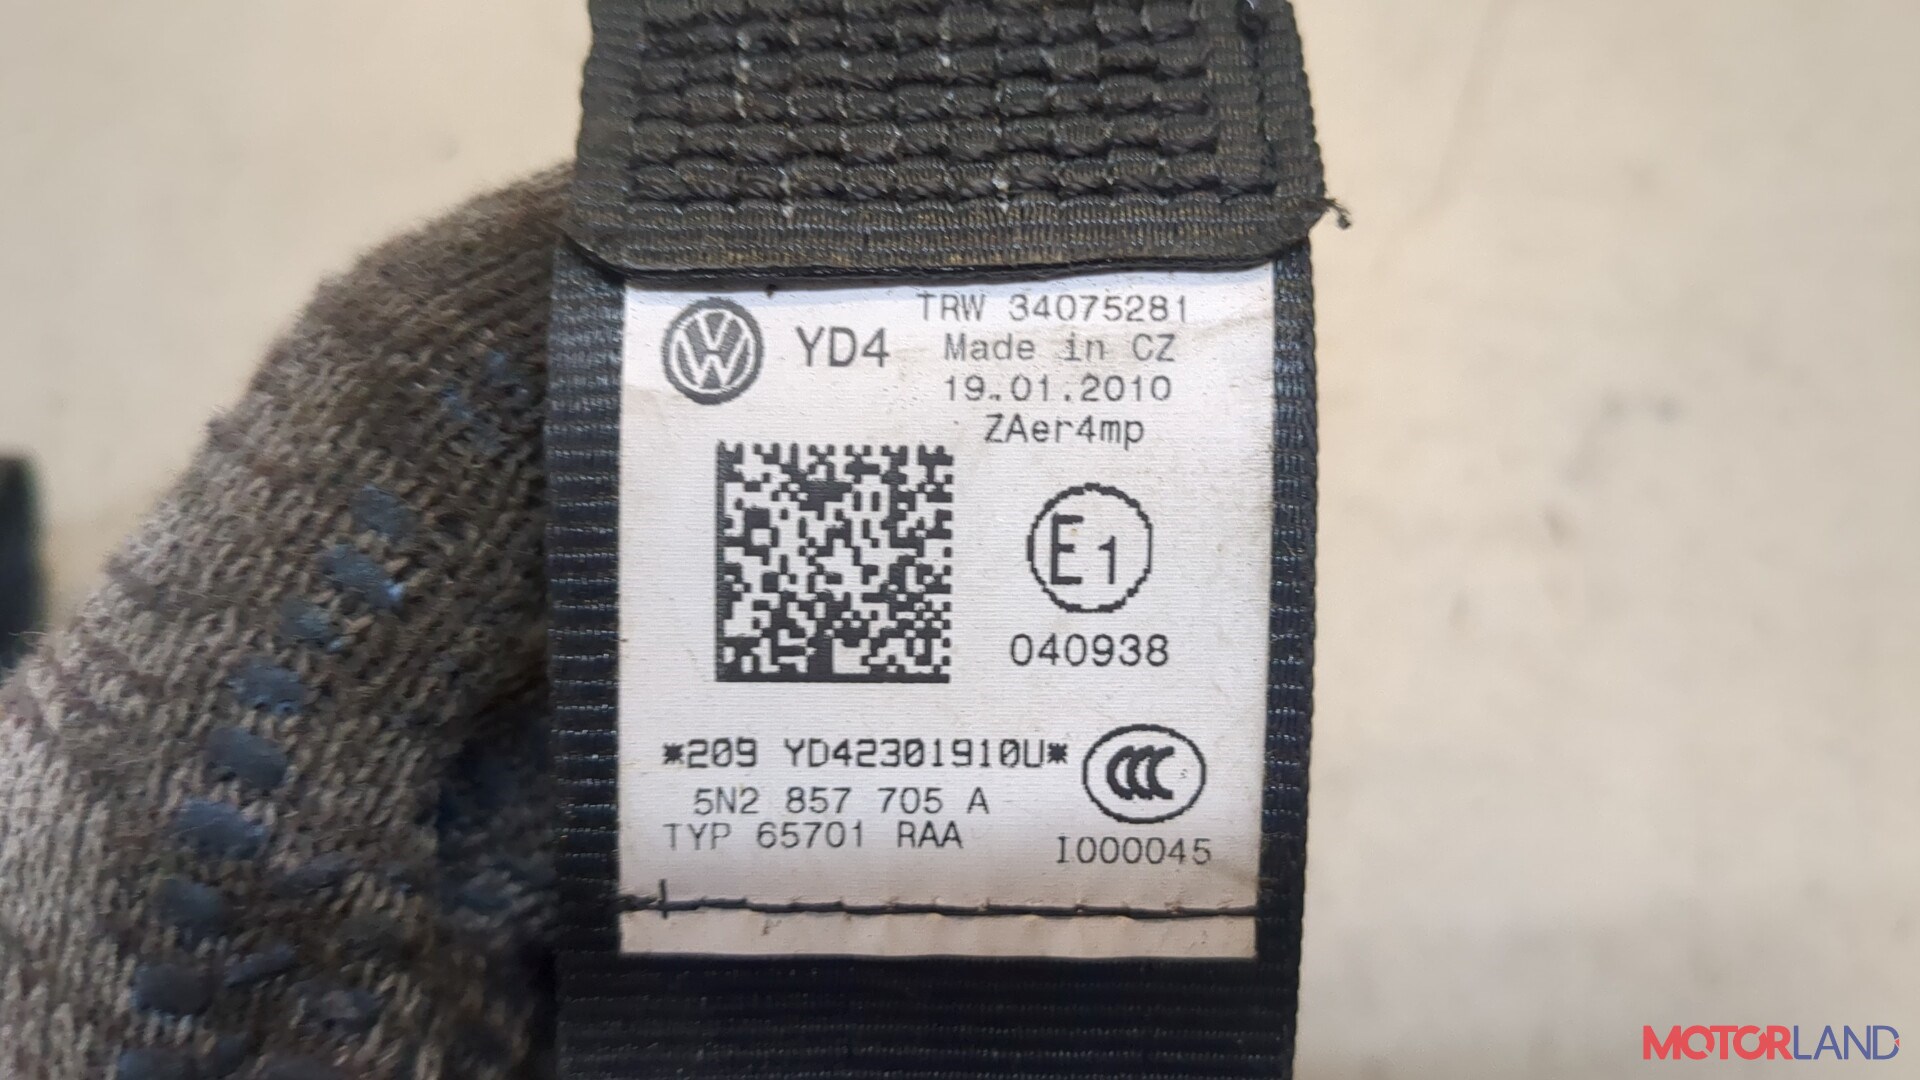 TRW 34075281
YD4 Made in CZ
19.01.2010
ZAer4mp
E1
040938
*209 YD42301910U*
CCC
S
5N2 857 705 A
TYP 65701 RAA
I000045
MOTORLAND